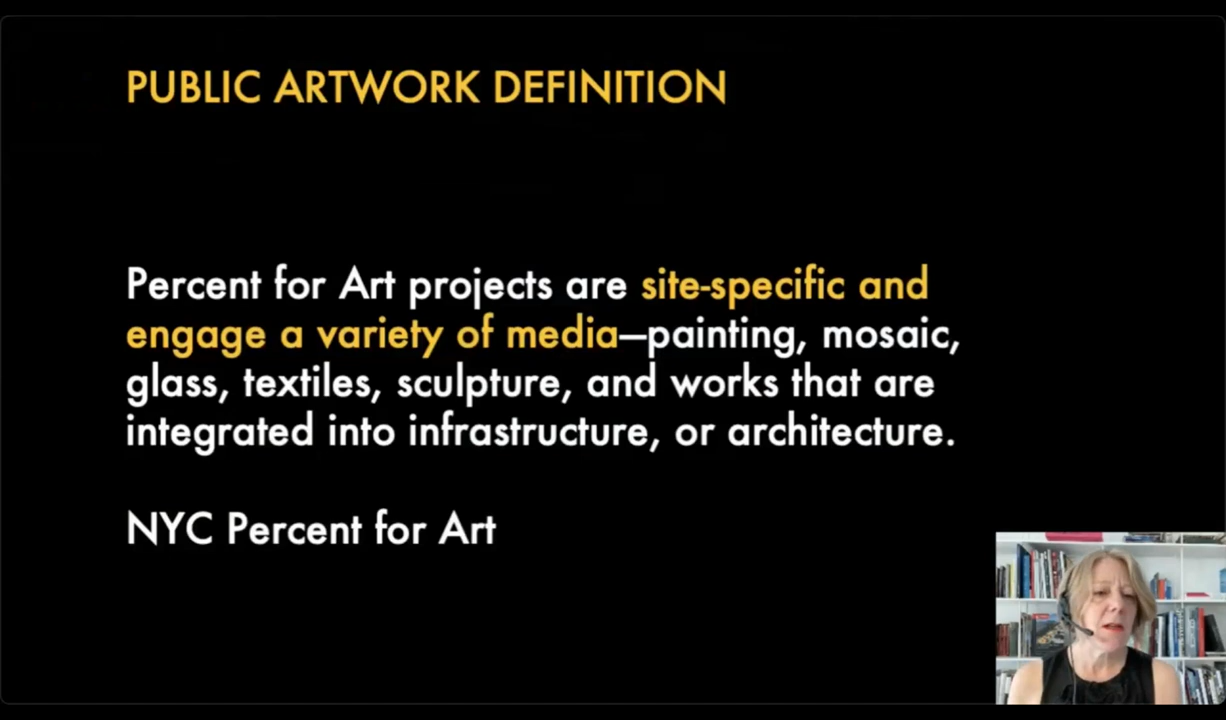 PUBLIC ARTWORK DEFINITION
Percent for Art projects are site-specific and
engage a variety of media—painting, mosaic,
glass, textiles, sculpture, and works that are
integrated into infrastructure, or architecture.
NYC Percent for Art